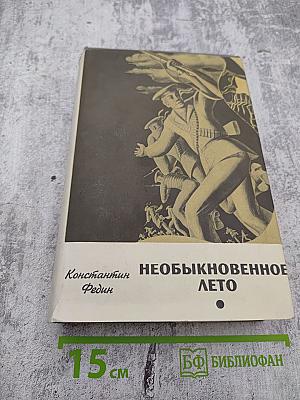 Константин
Федин
НЕОБЫКНОВЕННОЕ
ЛЕТО
15 см
БФ БИБЛИОФАН